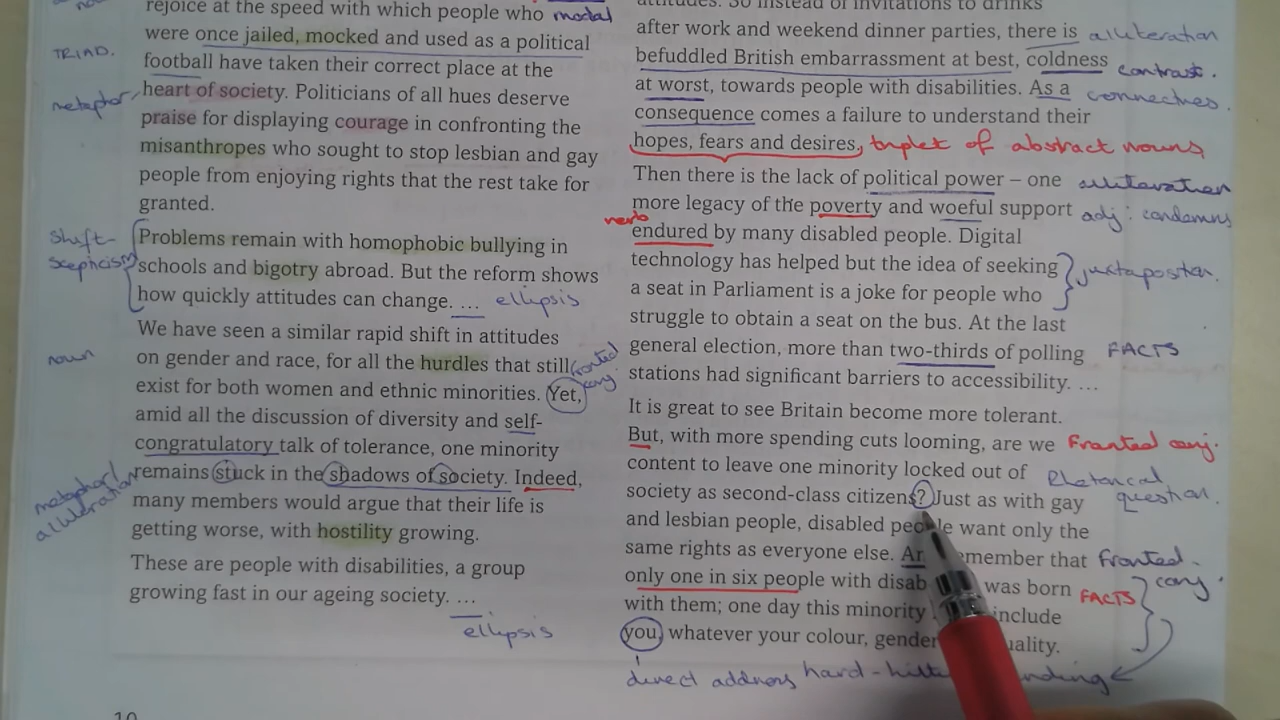 rejoice at the speed with which people who modal
TRIAD. were once jailed, mocked and used as a political
football have taken their correct place at the
metaphor heart of society. Politicians of all hues deserve
praise for displaying courage in confronting the
misanthropes who sought to stop lesbian and gay
people from enjoying rights that the rest take for
granted.
Shift- Problems remain with homophobic bullying in
scepticism schools and bigotry abroad. But the reform shows
how quickly attitudes can change. ... ellipsis
We have seen a similar rapid shift in attitudes
noun on gender and race, for all the hurdles that still fronted
exist for both women and ethnic minorities. Yet, conj.
amid all the discussion of diversity and self-
congratulatory talk of tolerance, one minority
metaphor/ remains stuck in the shadows of society. Indeed,
alliteration many members would argue that their life is
getting worse, with hostility growing.
These are people with disabilities, a group
growing fast in our ageing society. ...
ellipsis
10
attitudes. So instead of invitations to drinks
after work and weekend dinner parties, there is alliteration
befuddled British embarrassment at best, coldness contrast.
at worst, towards people with disabilities. As a connectives.
consequence comes a failure to understand their
hopes, fears and desires, triplet of abstract nouns
Then there is the lack of political power – one alliteration
more legacy of the poverty and woeful support adj: condemns
verb endured by many disabled people. Digital
technology has helped but the idea of seeking juxtaposition.
a seat in Parliament is a joke for people who
struggle to obtain a seat on the bus. At the last
general election, more than two-thirds of polling FACTS
stations had significant barriers to accessibility. ...
It is great to see Britain become more tolerant.
But, with more spending cuts looming, are we Fronted conj.
content to leave one minority locked out of Rhetorical
society as second-class citizens? Just as with gay question.
and lesbian people, disabled people want only the
same rights as everyone else. emember that fronted
only one in six people with disab was born FACTS conj.
with them; one day this minority include
you, whatever your colour, gender uality.
direct address hard-hitt nding